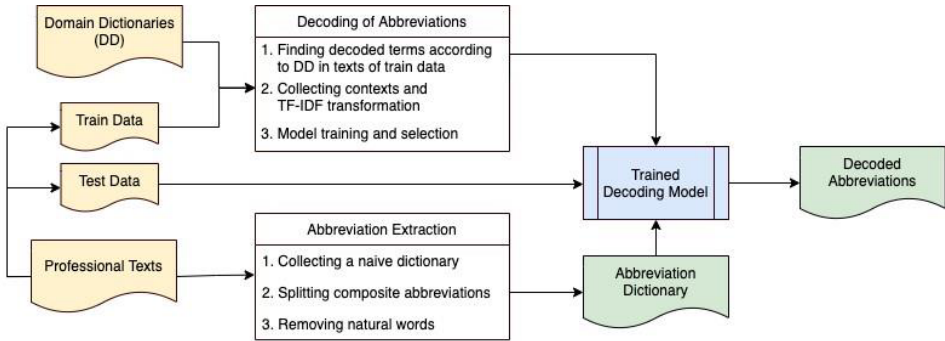 Domain Dictionaries
(DD)
Decoding of Abbreviations
1. Finding decoded terms according
to DD in texts of train data
2. Collecting contexts and
TF-IDF transformation
3. Model training and selection
Train Data
Test Data
Trained
Decoding Model
Decoded
Abbreviations
Professional Texts
Abbreviation Extraction
1. Collecting a naive dictionary
2. Splitting composite abbreviations
3. Removing natural words
Abbreviation
Dictionary